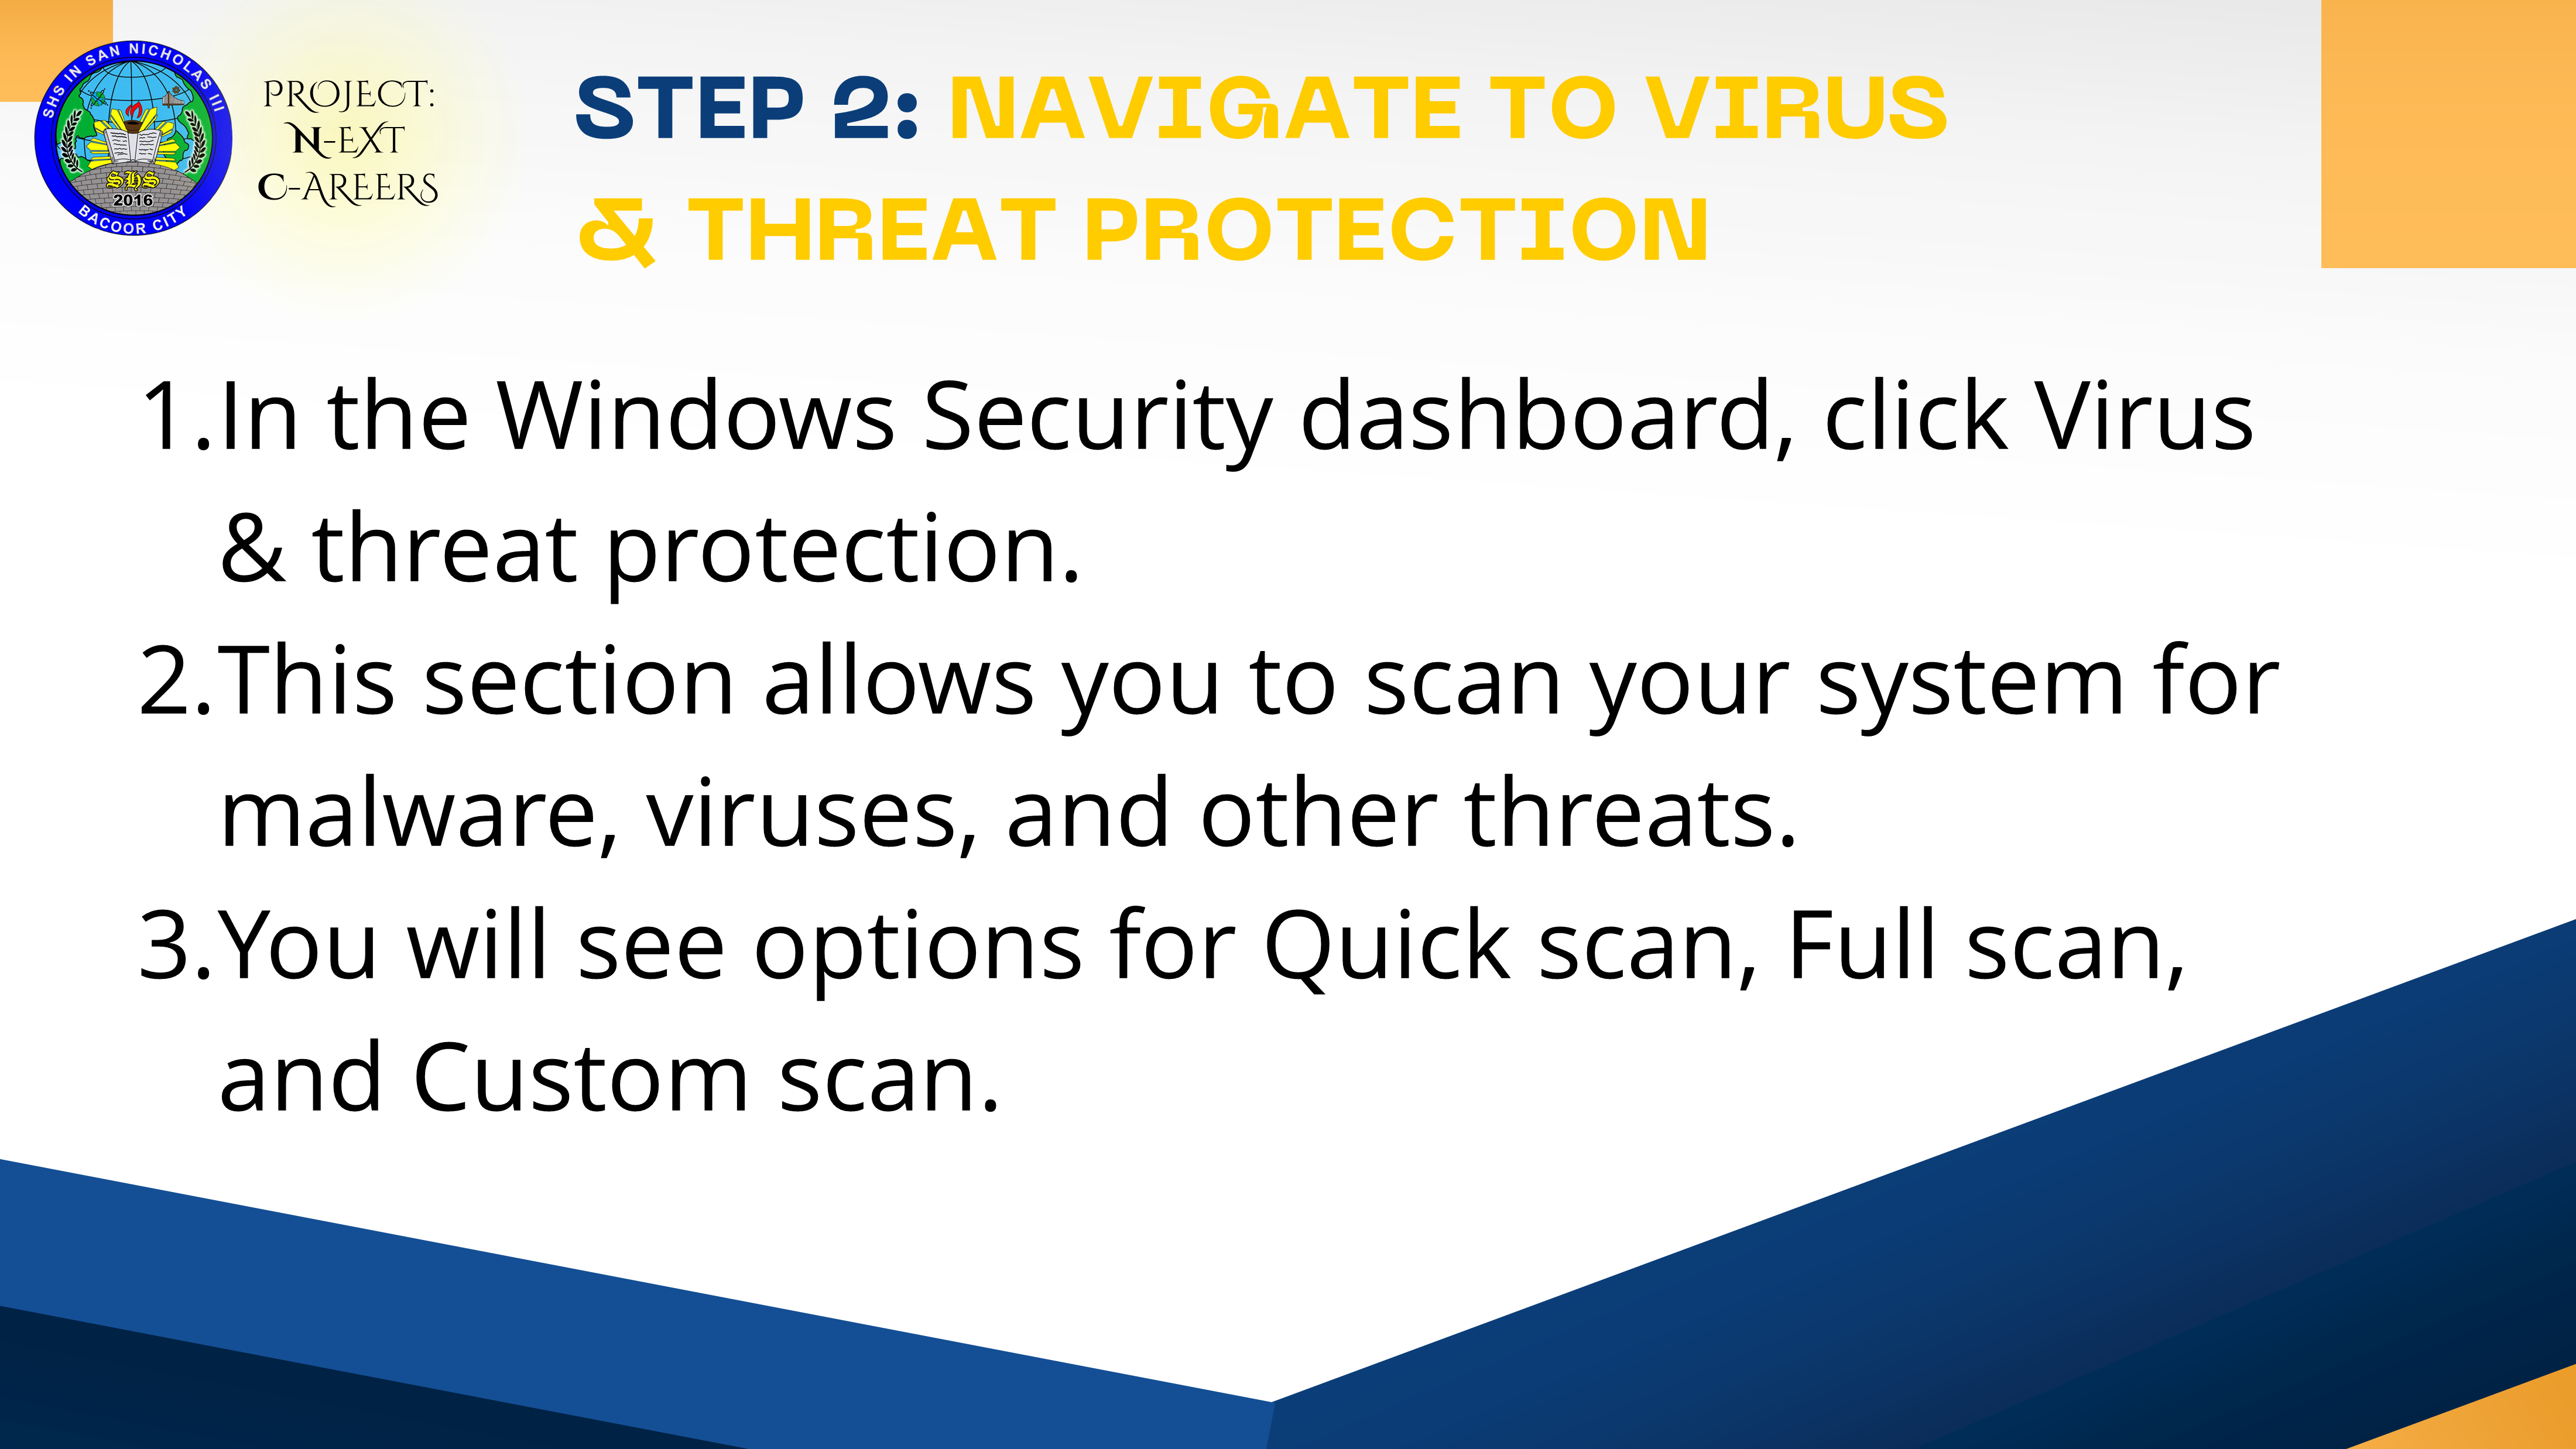 SHS IN SAN NICHOLAS III
SHS
2016
BACOOR CITY
PROJECT:
N-EXT
C-AREERS
STEP 2: NAVIGATE TO VIRUS
& THREAT PROTECTION
1.In the Windows Security dashboard, click Virus
& threat protection.
2.This section allows you to scan your system for
malware, viruses, and other threats.
3.You will see options for Quick scan, Full scan,
and Custom scan.